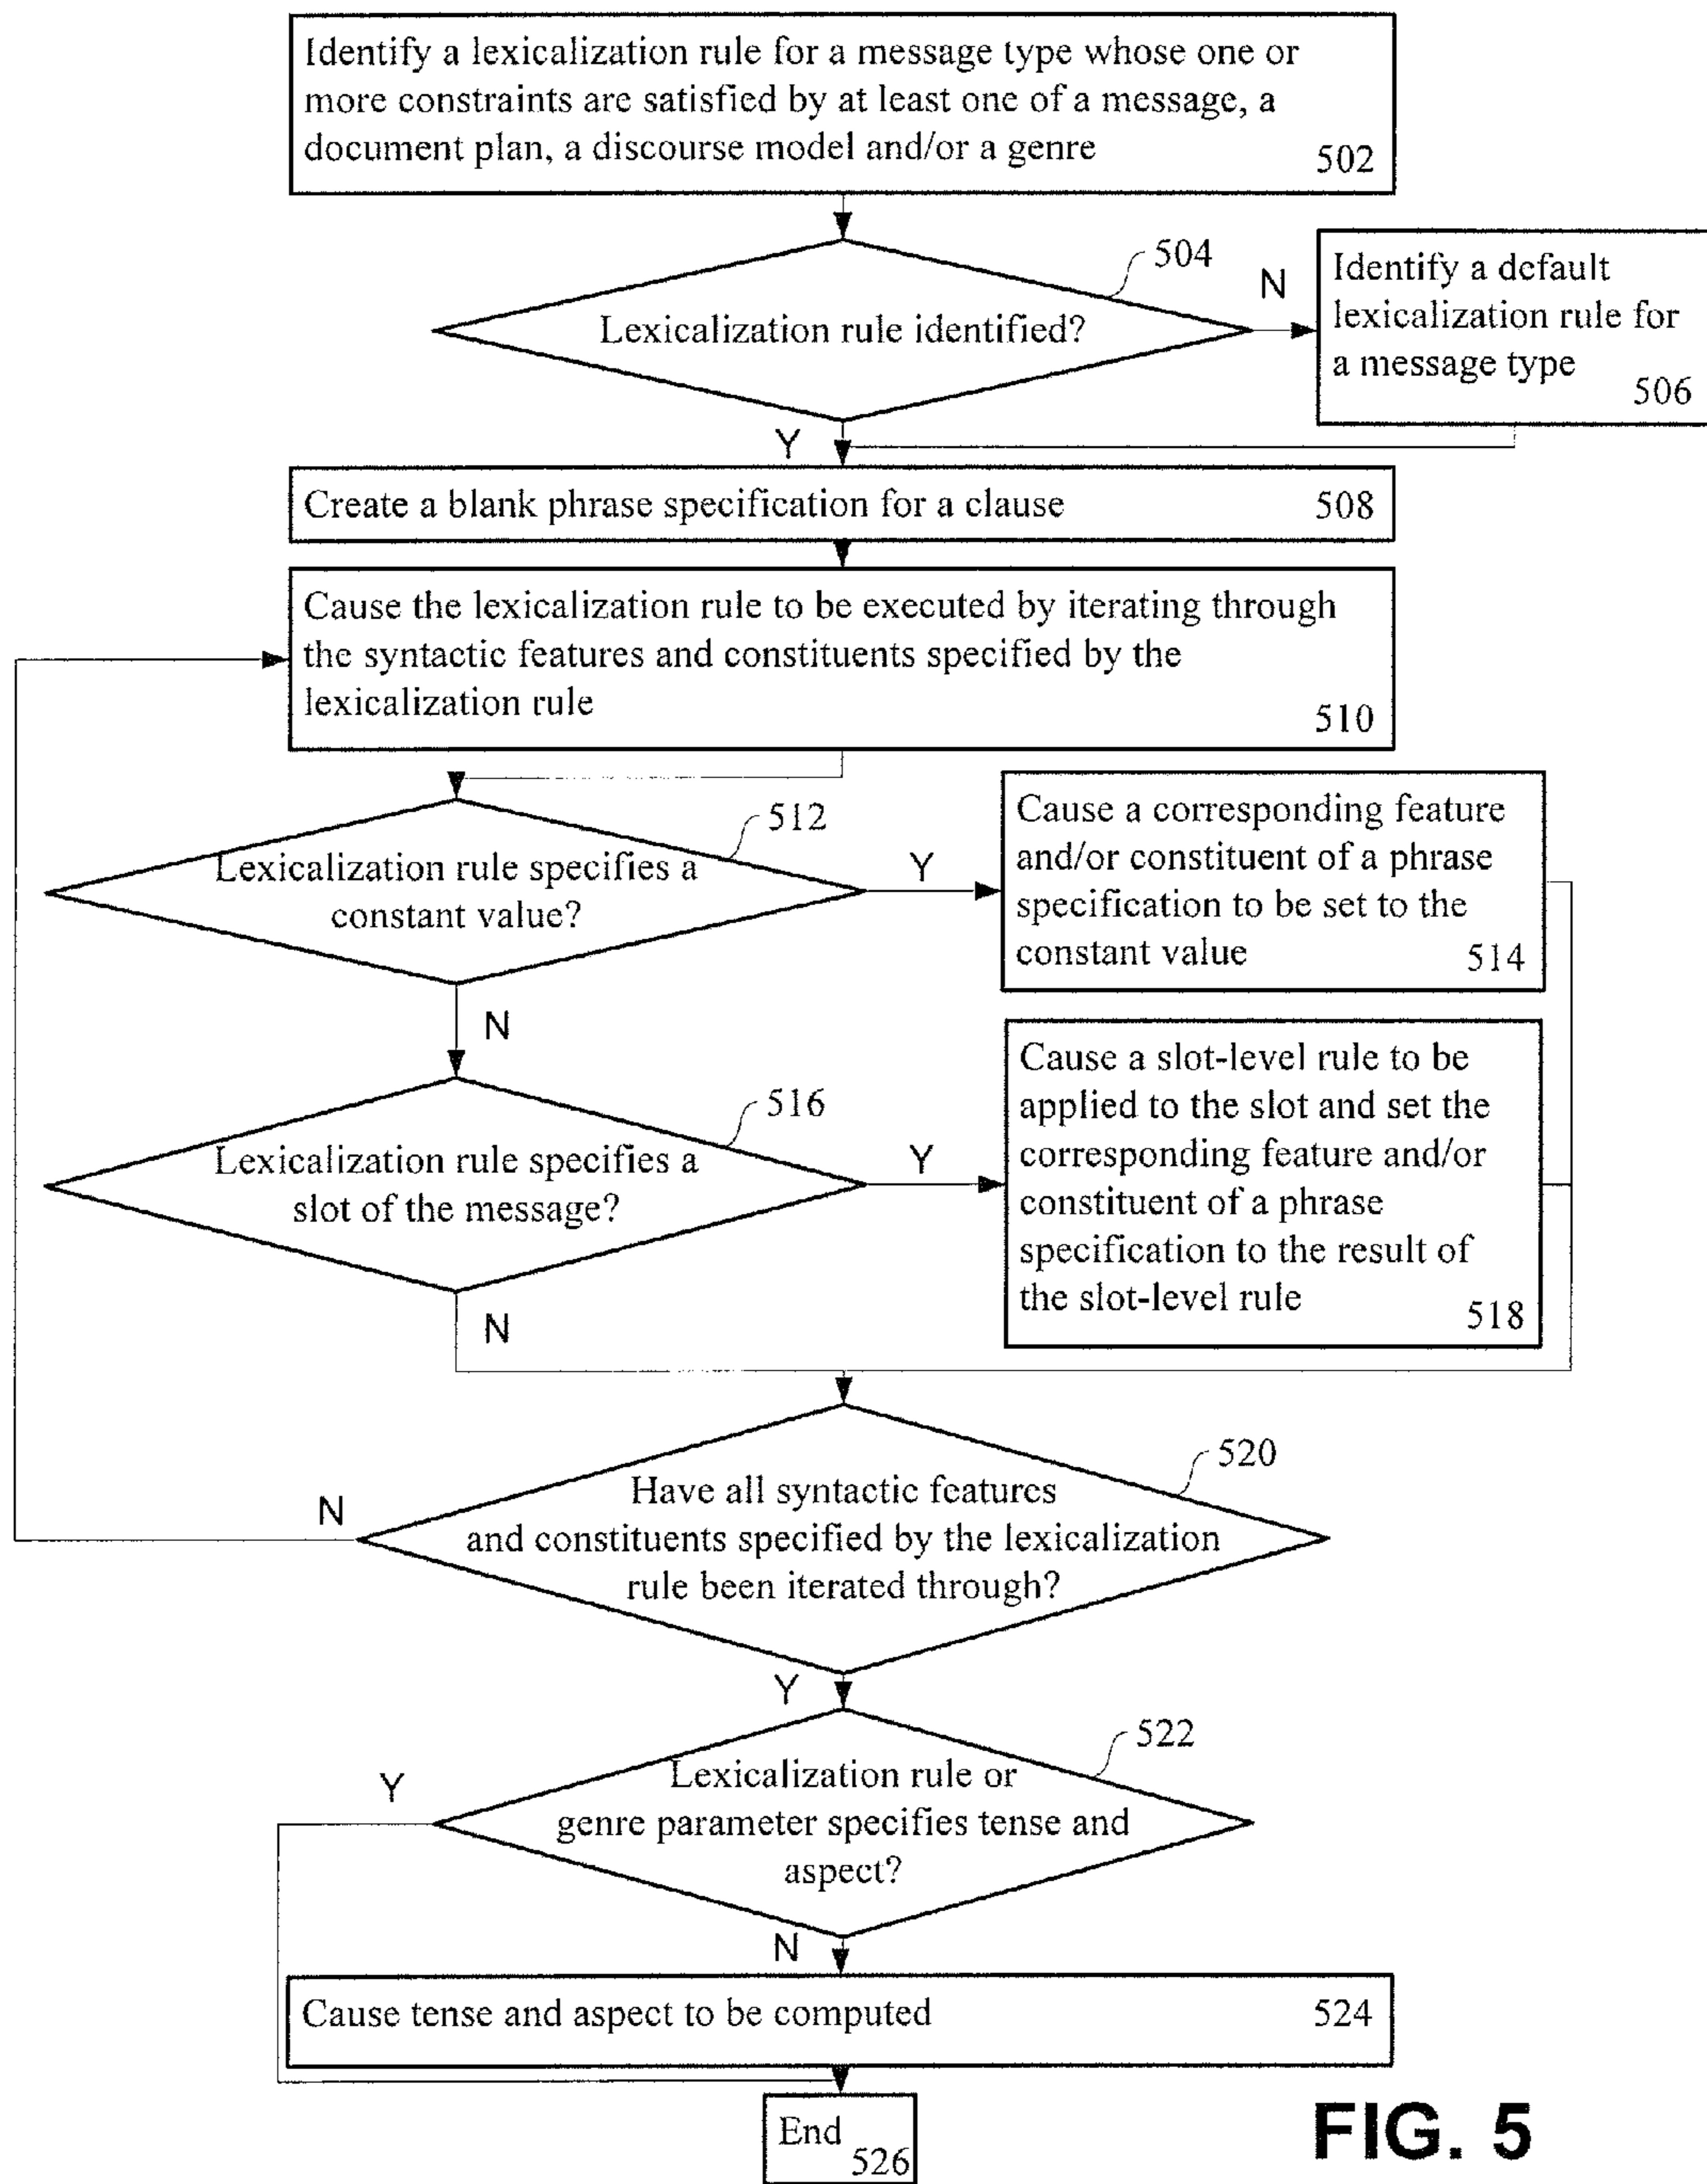 Identify a lexicalization rule for a message type whose one or
more constraints are satisfied by at least one of a message, a
document plan, a discourse model and/or a genre
502
504
Lexicalization rule identified?
N
Identify a default
lexicalization rule for
a message type
506
Y
Create a blank phrase specification for a clause
508
Cause the lexicalization rule to be executed by iterating through
the syntactic features and constituents specified by the
lexicalization rule
510
512
Lexicalization rule specifies a
constant value?
Y
Cause a corresponding feature
and/or constituent of a phrase
specification to be set to the
constant value
514
N
516
Lexicalization rule specifies a
slot of the message?
Y
Cause a slot-level rule to be
applied to the slot and set the
corresponding feature and/or
constituent of a phrase
specification to the result of
the slot-level rule
518
N
520
Have all syntactic features
and constituents specified by the lexicalization
rule been iterated through?
N
Y
522
Lexicalization rule or
genre parameter specifies tense and
aspect?
Y
N
Cause tense and aspect to be computed
524
End
526
FIG. 5